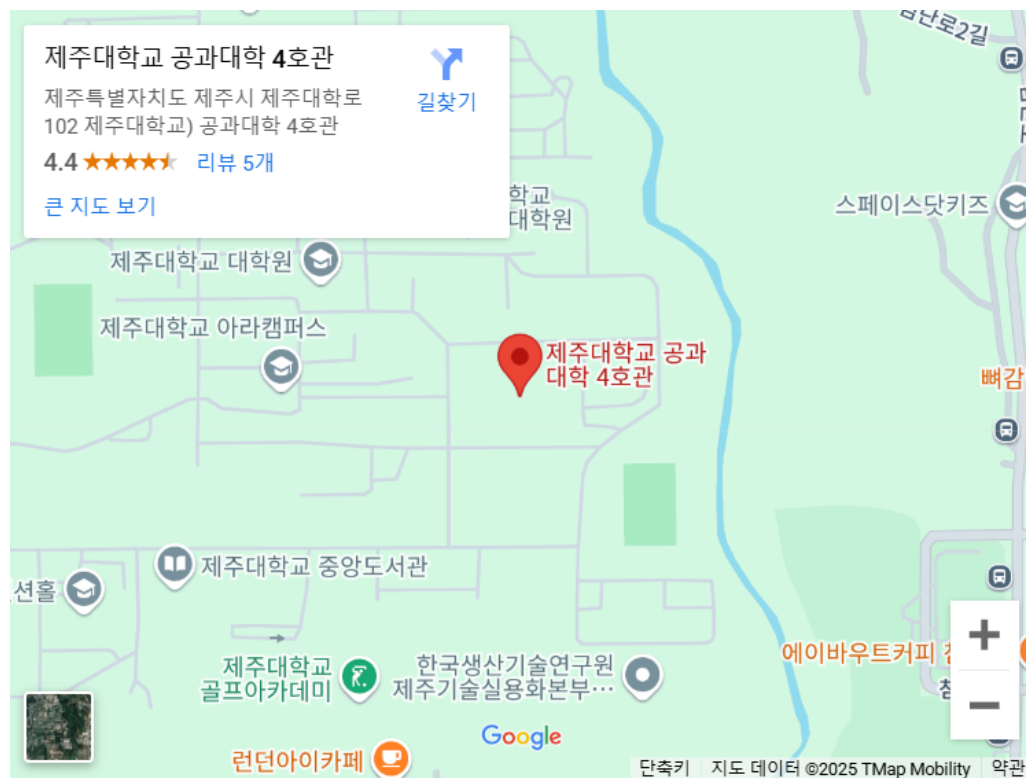 제주대학교 공과대학 4호관
길찾기
제주특별자치도 제주시 제주대학로
102 제주대학교) 공과대학 4호관
4.4
리뷰 5개
큰 지도 보기
학교
대학원
스페이스닷키즈
제주대학교 대학원
제주대학교 아라캠퍼스
제주대학교 공과
대학 4호관
뼈감
제주대학교 중앙도서관
션홀
에이바우트커피
제주대학교
골프아카데미
한국생산기술연구원
제주기술실용화본부…
+
−
Google
런던아이카페
단축키
지도 데이터 ©2025 TMap Mobility
약관